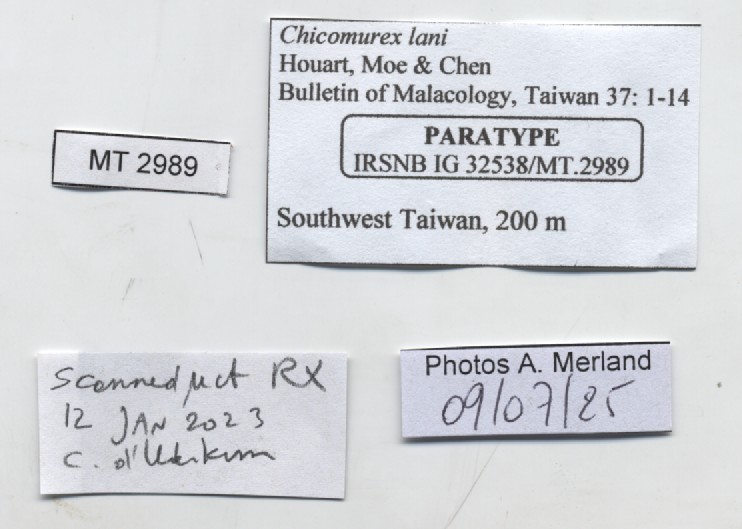 Chicomurex lani
Houart, Moe & Chen
Bulletin of Malacology, Taiwan 37: 1-14
PARATYPE
IRSNB IG 32538/MT.2989
Southwest Taiwan, 200 m
MT 2989
Scanned µct RX
12 JAN 2023
C. d'Udekem
Photos A. Merland
09/07/25